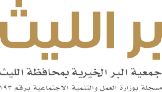 بر الليث
جمعية البر الخيرية بمحافظة الليث
مسجلة بوزارة العمل والتنمية الاجتماعية برقم ١٩٣